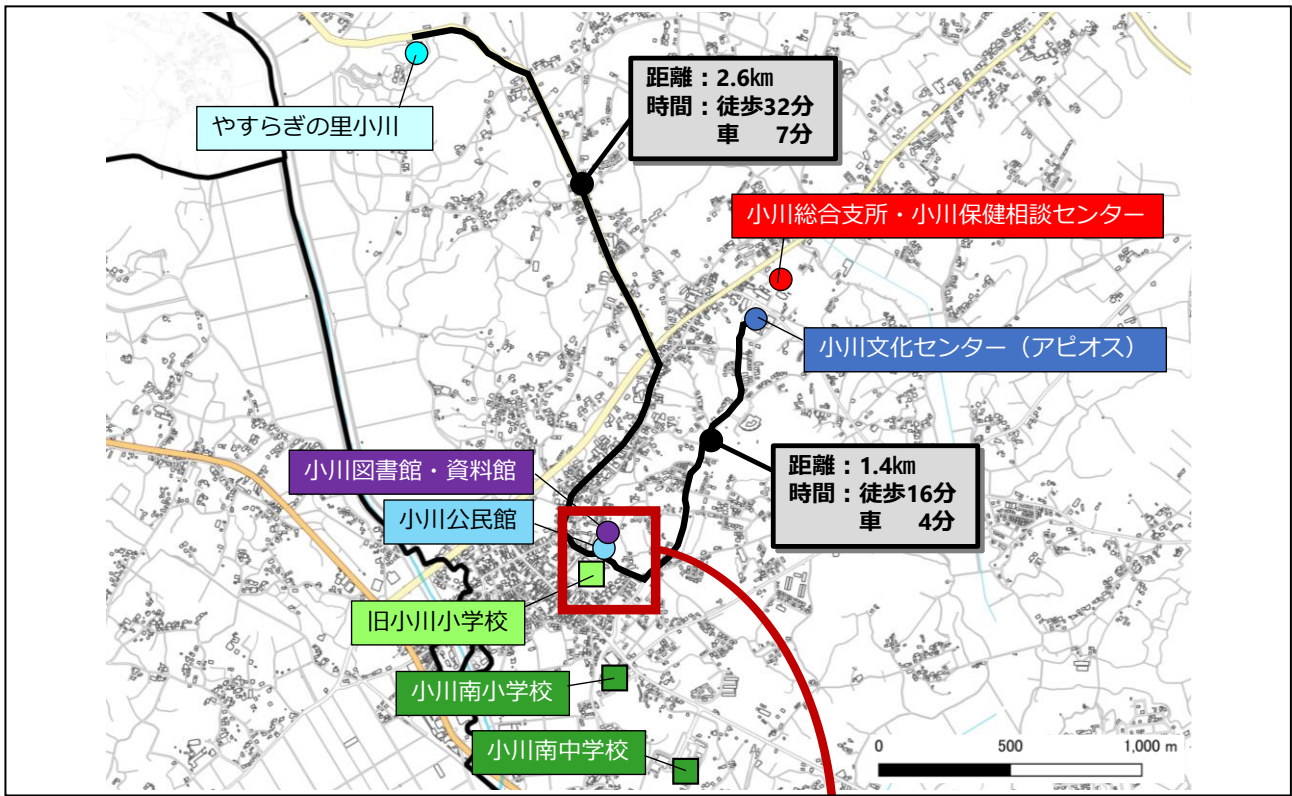 距離：2.6㎞
時間：徒歩32分
車　7分
やすらぎの里小川
小川総合支所・小川保健相談センター
小川文化センター（アピオス）
小川図書館・資料館
距離：1.4㎞
時間：徒歩16分
車　4分
小川公民館
旧小川小学校
小川南小学校
小川南中学校
0 500 1,000 m